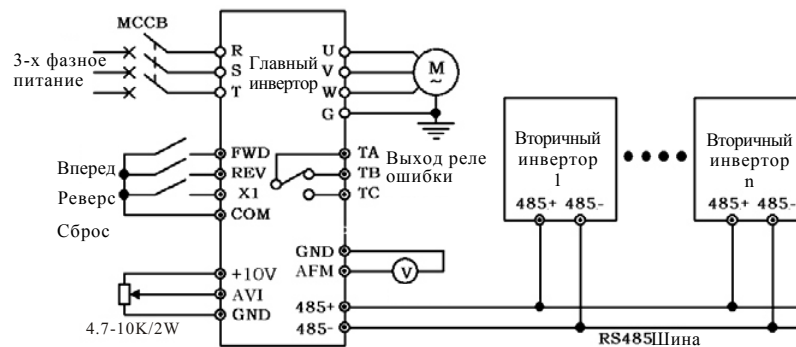 MCCB
3-х фазное
питание
R
S
T
Главный
инвертор
U
V
W
G
M
~
Вперед
Реверс
Сброс
FWD
REV
X1
COM
TA
TB
TC
Выход реле
ошибки
+10V
AVI
GND
4.7-10K/2W
GND
AFM
V
485+
485-
Вторичный
инвертор
1
485+ 485-
Вторичный
инвертор
n
485+ 485-
RS485Шина